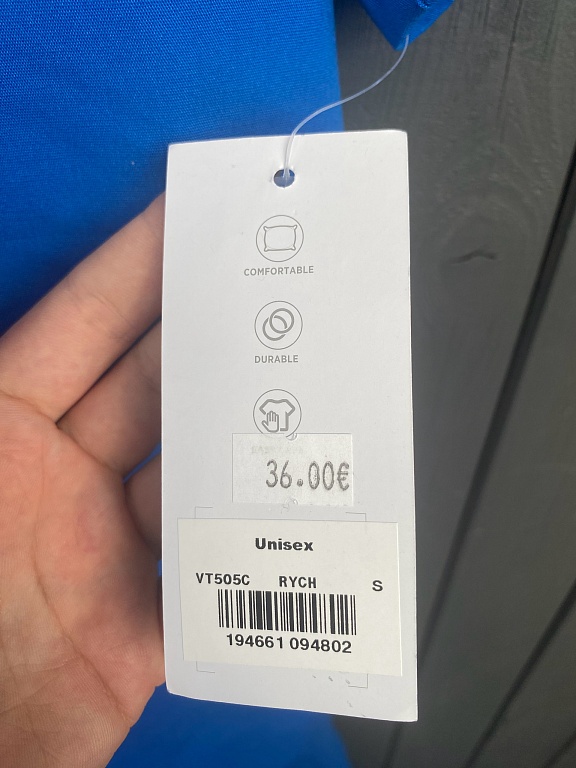 COMFORTABLE
DURABLE
36.00€
Unisex
VT505C RYCH S
194661 094802